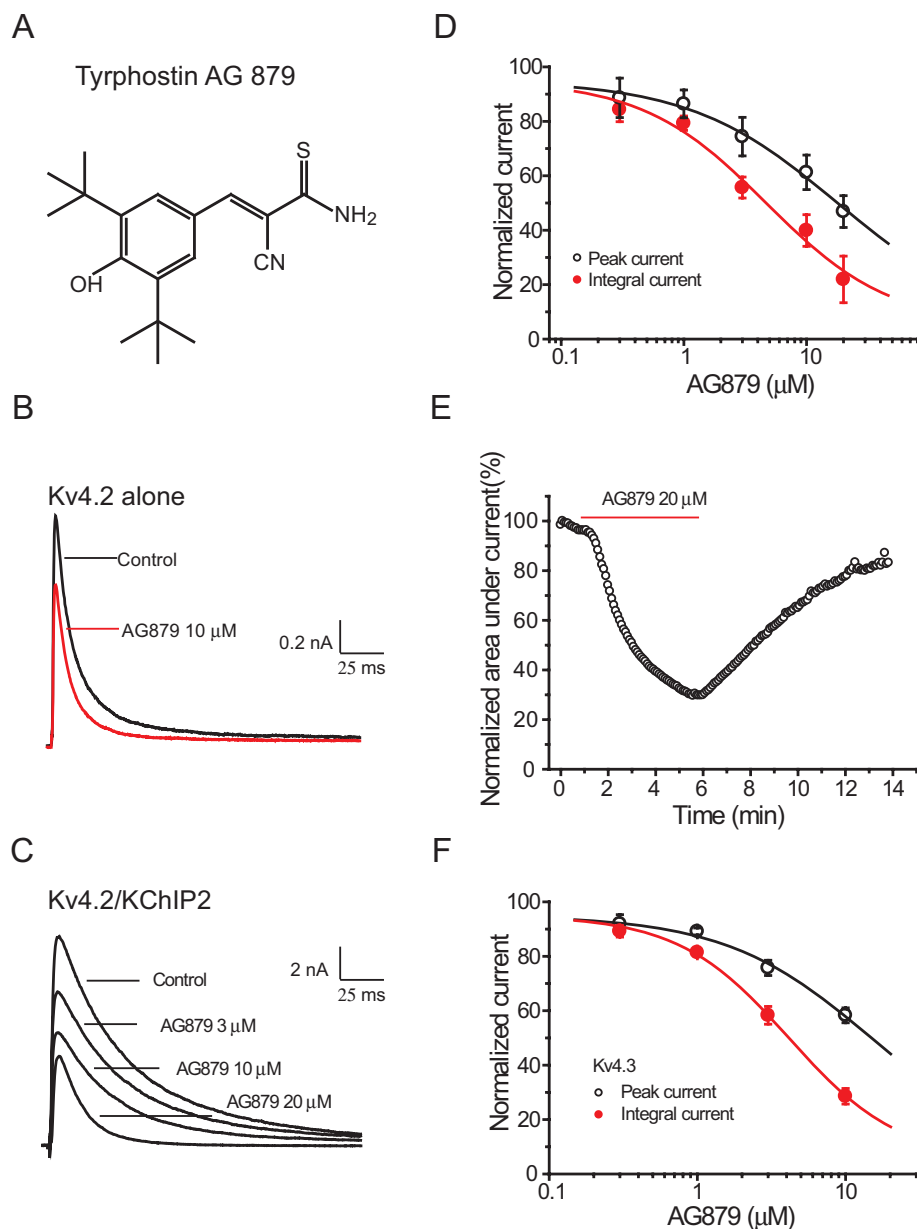 A
Tyrphostin AG 879
S
NH2
CN
OH
B
Kv4.2 alone
Control
AG879 10 µM
0.2 nA
25 ms
C
Kv4.2/KChIP2
Control
AG879 3 µM
AG879 10 µM
AG879 20 µM
2 nA
25 ms
D
Normalized current
100
80
60
40
20
0
Peak current
Integral current
0.1
1
10
AG879 (µM)
E
Normalized area under current(%)
AG879 20 µM
100
80
60
40
20
0
0
2
4
6
8
10
12
14
Time (min)
F
Normalized current
100
80
60
40
20
0
Kv4.3
Peak current
Integral current
0.1
1
10
AG879 (µM)